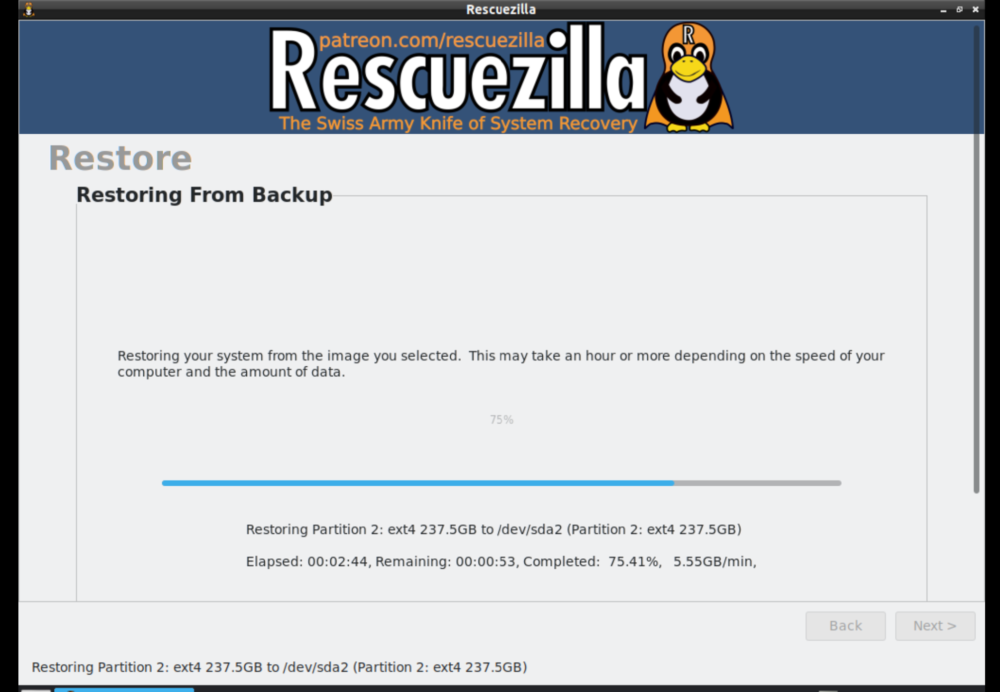 Rescuezilla
patreon.com/rescuezilla
Rescuezilla
R
The Swiss Army Knife of System Recovery
Restore
Restoring From Backup
Restoring your system from the image you selected.  This may take an hour or more depending on the speed of your
computer and the amount of data.
75%
Restoring Partition 2: ext4 237.5GB to /dev/sda2 (Partition 2: ext4 237.5GB)
Elapsed: 00:02:44, Remaining: 00:00:53, Completed:  75.41%,   5.55GB/min,
Back
Next >
Restoring Partition 2: ext4 237.5GB to /dev/sda2 (Partition 2: ext4 237.5GB)